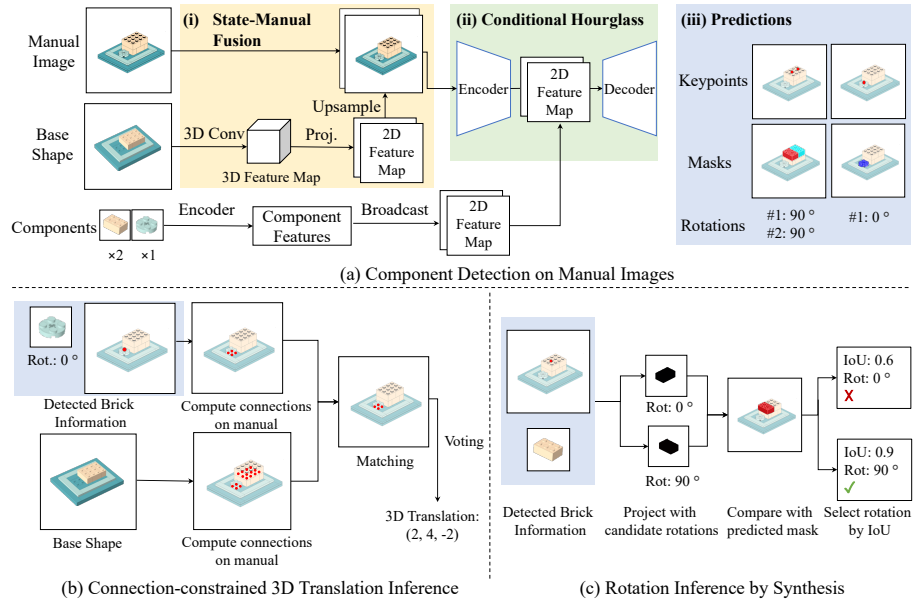 (i) State-Manual
Fusion
(ii) Conditional Hourglass
(iii) Predictions
Manual
Image
Base
Shape
3D Conv
3D Feature Map
Proj.
Upsample
2D
Feature
Map
Encoder
2D
Feature
Map
Decoder
Keypoints
Masks
Rotations
#1: 90 °
#2: 90 °
#1: 0 °
Components
×2
×1
Encoder
Component
Features
Broadcast
2D
Feature
Map
(a) Component Detection on Manual Images
Rot.: 0 °
Detected Brick
Information
Compute connections
on manual
Base Shape
Compute connections
on manual
Matching
Voting
3D Translation:
(2, 4, -2)
(b) Connection-constrained 3D Translation Inference
Detected Brick
Information
Rot: 0 °
Rot: 90 °
Project with
candidate rotations
Compare with
predicted mask
IoU: 0.6
Rot: 0 °
X
IoU: 0.9
Rot: 90 °
✓
Select rotation
by IoU
(c) Rotation Inference by Synthesis